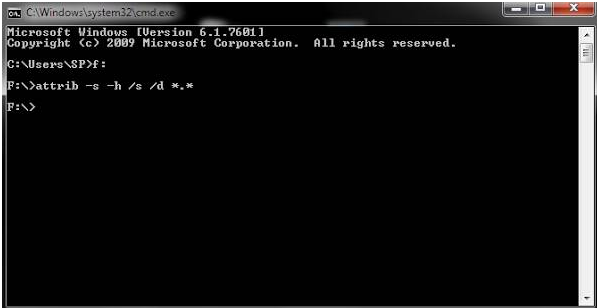 C:\Windows\system32\cmd.exe
Microsoft Windows [Version 6.1.7601]
Copyright (c) 2009 Microsoft Corporation.  All rights reserved.
C:\Users\SP>f:
F:\>attrib -s -h /s /d *.*
F:\>